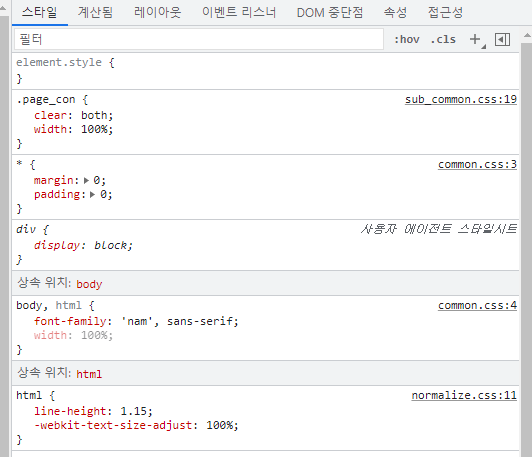 스타일 계산됨 레이아웃 이벤트 리스너 DOM 중단점 속성 접근성
필터 :hov .cls
element.style {
}
.page_con { sub_common.css:19
clear: both;
width: 100%;
}
* { common.css:3
margin: 0;
padding: 0;
}
div { 사용자 에이전트 스타일시트
display: block;
}
상속 위치: body
body, html { common.css:4
font-family: 'nam', sans-serif;
width: 100%;
}
상속 위치: html
html { normalize.css:11
line-height: 1.15;
-webkit-text-size-adjust: 100%;
}